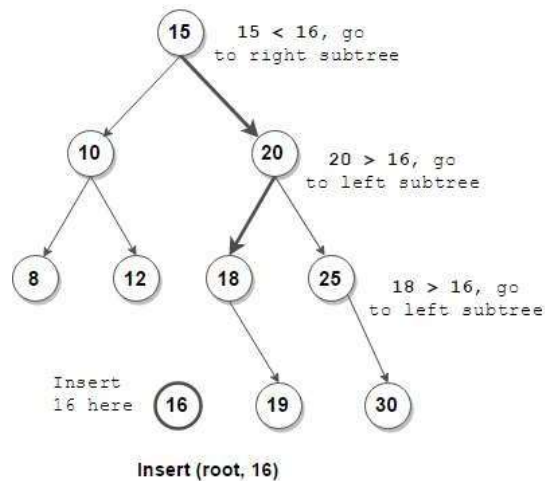 15
15 < 16, go
to right subtree
10
20
20 > 16, go
to left subtree
8
12
18
25
18 > 16, go
to left subtree
Insert
16 here
16
19
30
Insert (root, 16)